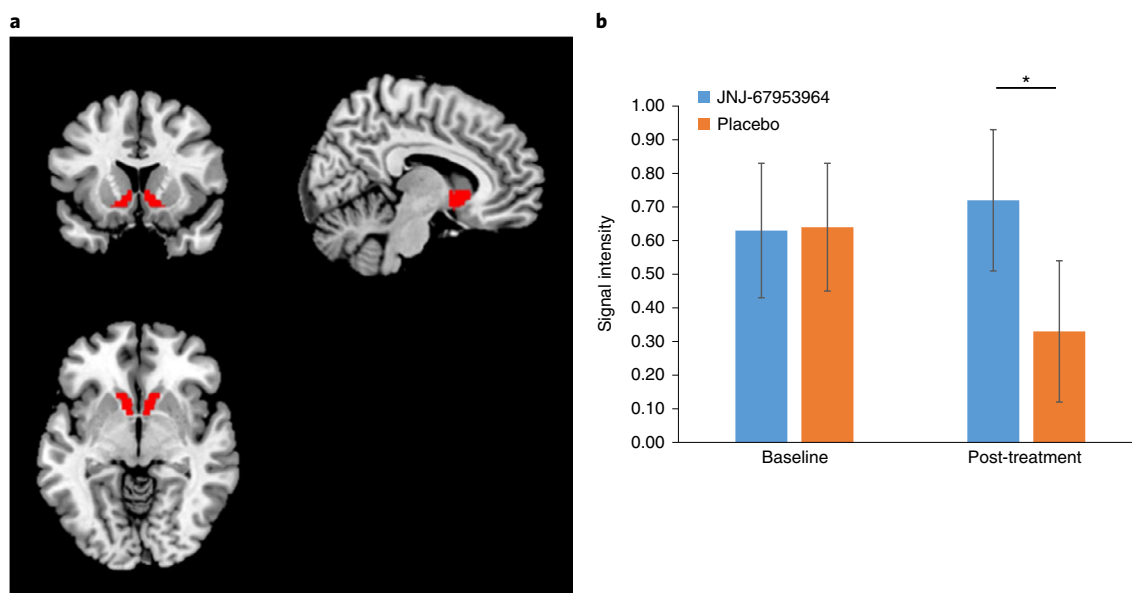 a
b
JNJ-67953964
Placebo
*
1.00
0.90
0.80
0.70
0.60
0.50
0.40
0.30
0.20
0.10
0.00
Signal intensity
Baseline
Post-treatment